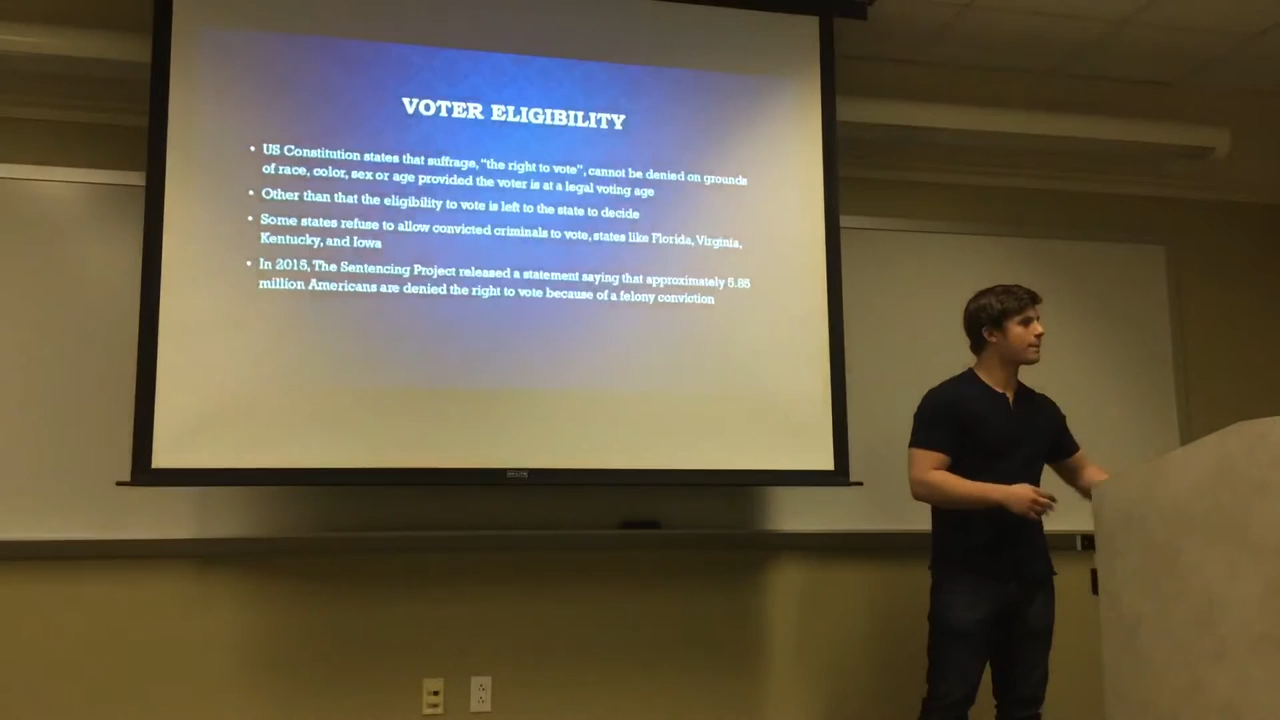 VOTER ELIGIBILITY
• US Constitution states that suffrage, "the right to vote", cannot be denied on grounds
of race, color, sex or age provided the voter is at a legal voting age
• Other than that the eligibility to vote is left to the state to decide
• Some states refuse to allow convicted criminals to vote, states like Florida, Virginia,
Kentucky, and Iowa
• In 2015, The Sentencing Project released a statement saying that approximately 5.85
million Americans are denied the right to vote because of a felony conviction